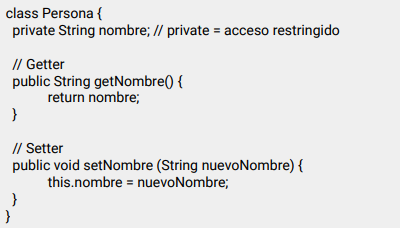 class Persona {
private String nombre; // private = acceso restringido
// Getter
public String getNombre() {
return nombre;
}
// Setter
public void setNombre (String nuevoNombre) {
this.nombre = nuevoNombre;
}
}